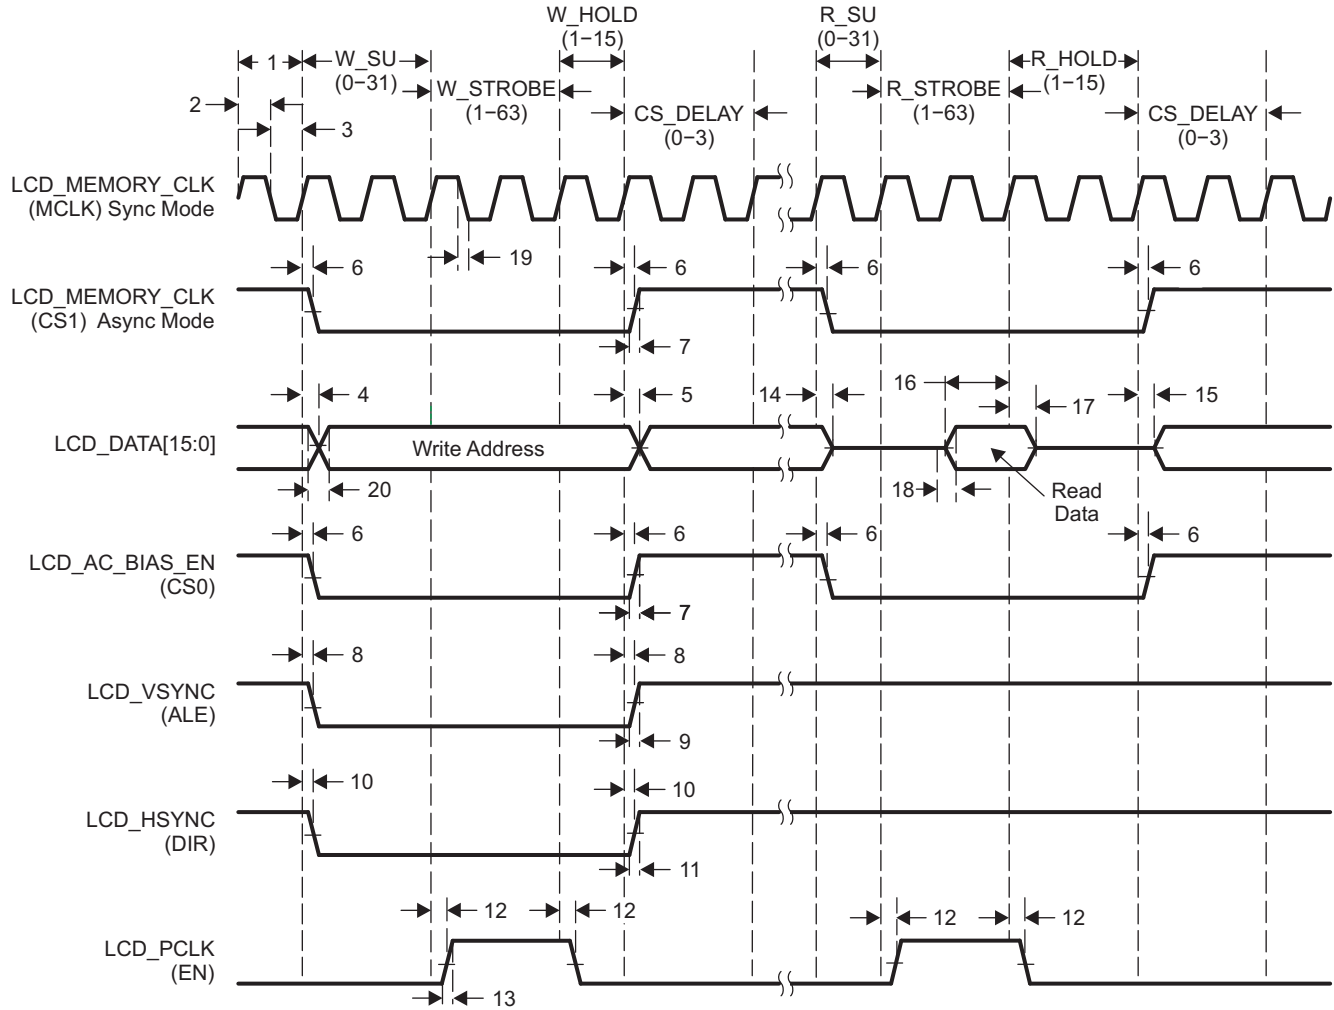 W_HOLD
(1−15)
R_SU
(0−31)
1
W_SU
(0−31)
R_HOLD
(1−15)
2
W_STROBE
(1−63)
R_STROBE
(1−63)
3
CS_DELAY
(0−3)
CS_DELAY
(0−3)
LCD_MEMORY_CLK
(MCLK) Sync Mode
19
6
6
6
6
LCD_MEMORY_CLK
(CS1) Async Mode
7
4
5
14
16
17
15
LCD_DATA[15:0]
Write Address
20
18
Read
Data
6
6
6
6
LCD_AC_BIAS_EN
(CS0)
7
8
8
LCD_VSYNC
(ALE)
9
10
10
LCD_HSYNC
(DIR)
11
12
12
12
12
LCD_PCLK
(EN)
13